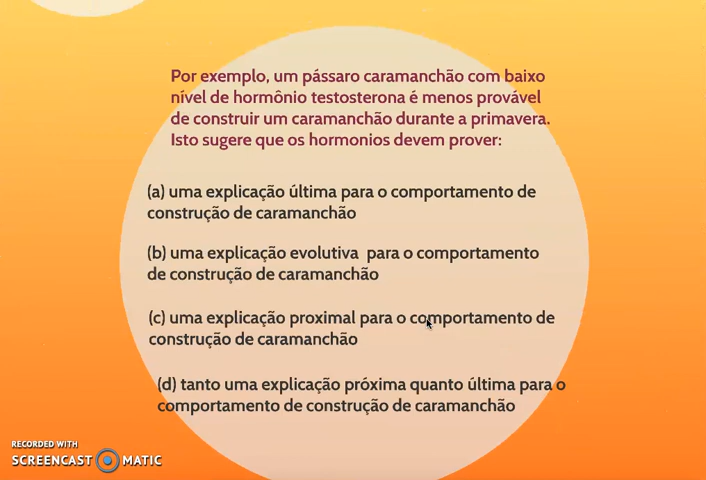 Por exemplo, um pássaro caramanchão com baixo
nível de hormônio testosterona é menos provável
de construir um caramanchão durante a primavera.
Isto sugere que os hormonios devem prover:
(a) uma explicação última para o comportamento de
construção de caramanchão
(b) uma explicação evolutiva para o comportamento
de construção de caramanchão
(c) uma explicação proximal para o comportamento de
construção de caramanchão
(d) tanto uma explicação próxima quanto última para o
comportamento de construção de caramanchão
RECORDED WITH
SCREENCAST MATIC